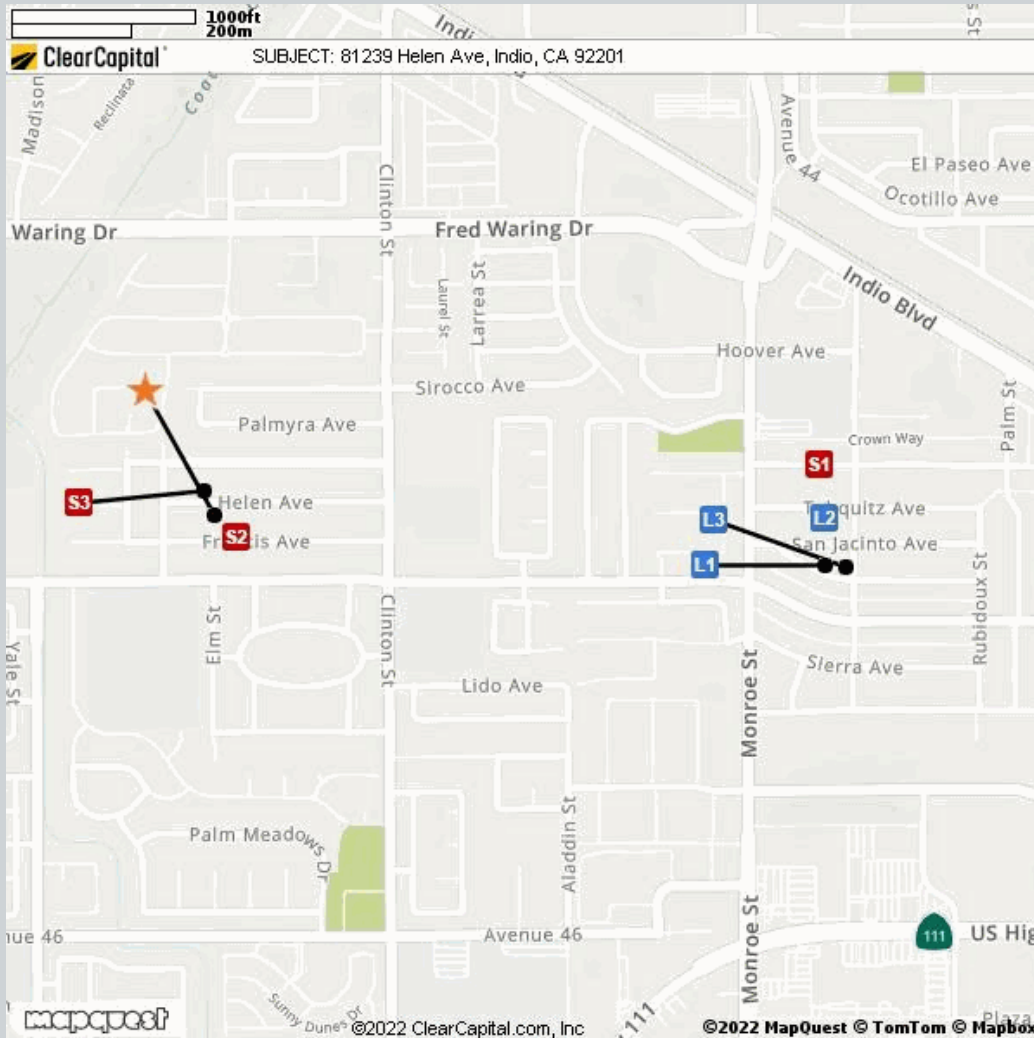 1000ft
200m
ClearCapital
SUBJECT: 81239 Helen Ave, Indio, CA 92201
Indi
Madison
Reclinata
Coac
Avenue 44
El Paseo Ave
Ocotillo Ave
Clinton St
Waring Dr
Fred Waring Dr
Laurel St
Larrea St
Indio Blvd
Hoover Ave
Sirocco Ave
Palm St
Palmyra Ave
Crown Way
S1
S3
Helen Ave
L3
L2
S2
San Jacinto Ave
L1
Rubidoux St
Elm St
Clinton St
Yale St
Monroe St
Sierra Ave
Lido Ave
Palm Meadows Dr
Aladdin St
Monroe St
nue 46
Avenue 46
111
US Hig
Sunny Dunes Dr
111
Plaza
mapquest
©2022 ClearCapital.com, Inc
©2022 MapQuest © TomTom © Mapbox